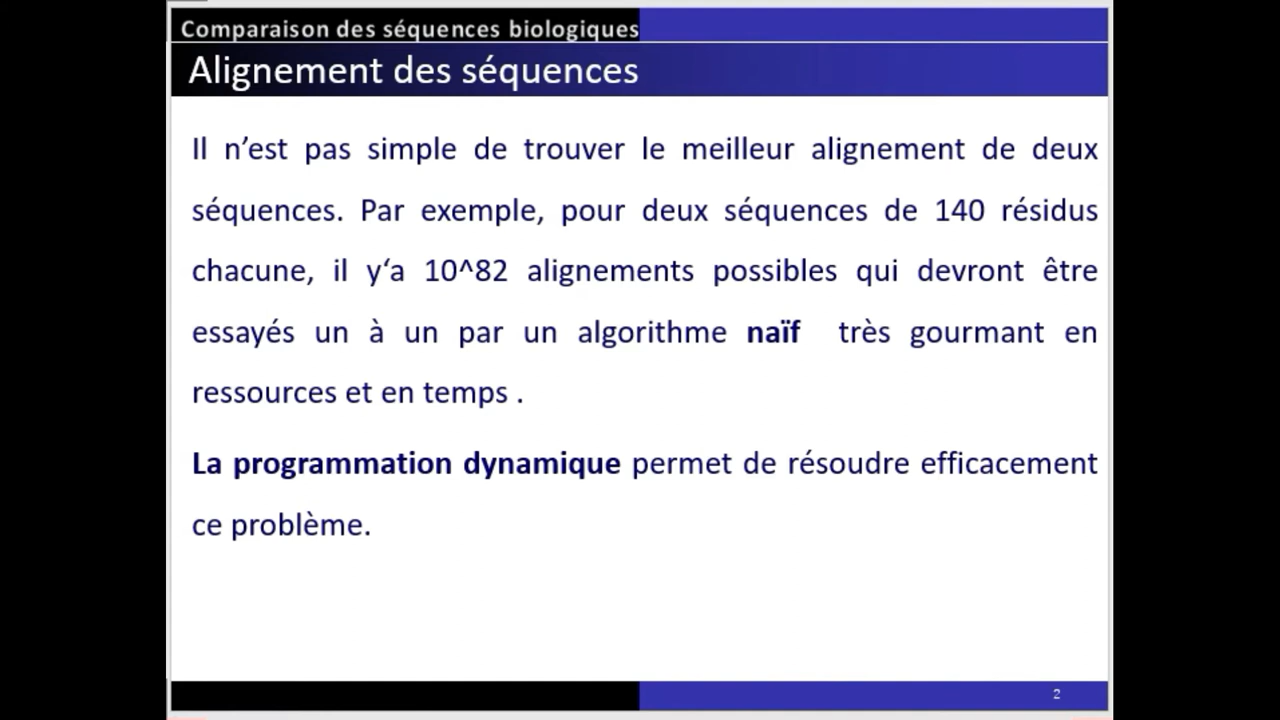 Comparaison des séquences biologiques
Alignement des séquences
Il n’est pas simple de trouver le meilleur alignement de deux
séquences. Par exemple, pour deux séquences de 140 résidus
chacune, il y‘a 10^82 alignements possibles qui devront être
essayés un à un par un algorithme naïf très gourmant en
ressources et en temps .
La programmation dynamique permet de résoudre efficacement
ce problème.
2